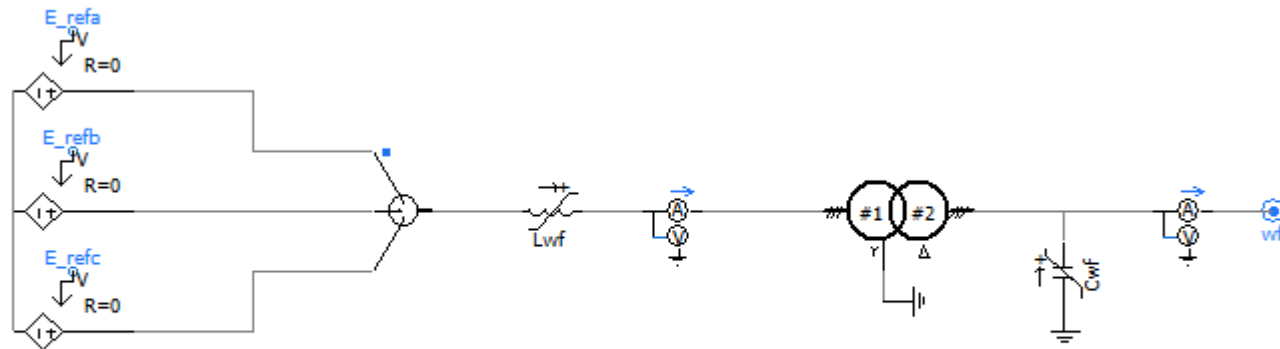 E_refa
V
R=0
E_refb
V
R=0
E_refc
V
R=0
Lwf
A
V
#1
#2
Y
Δ
Cwf
A
V
wf